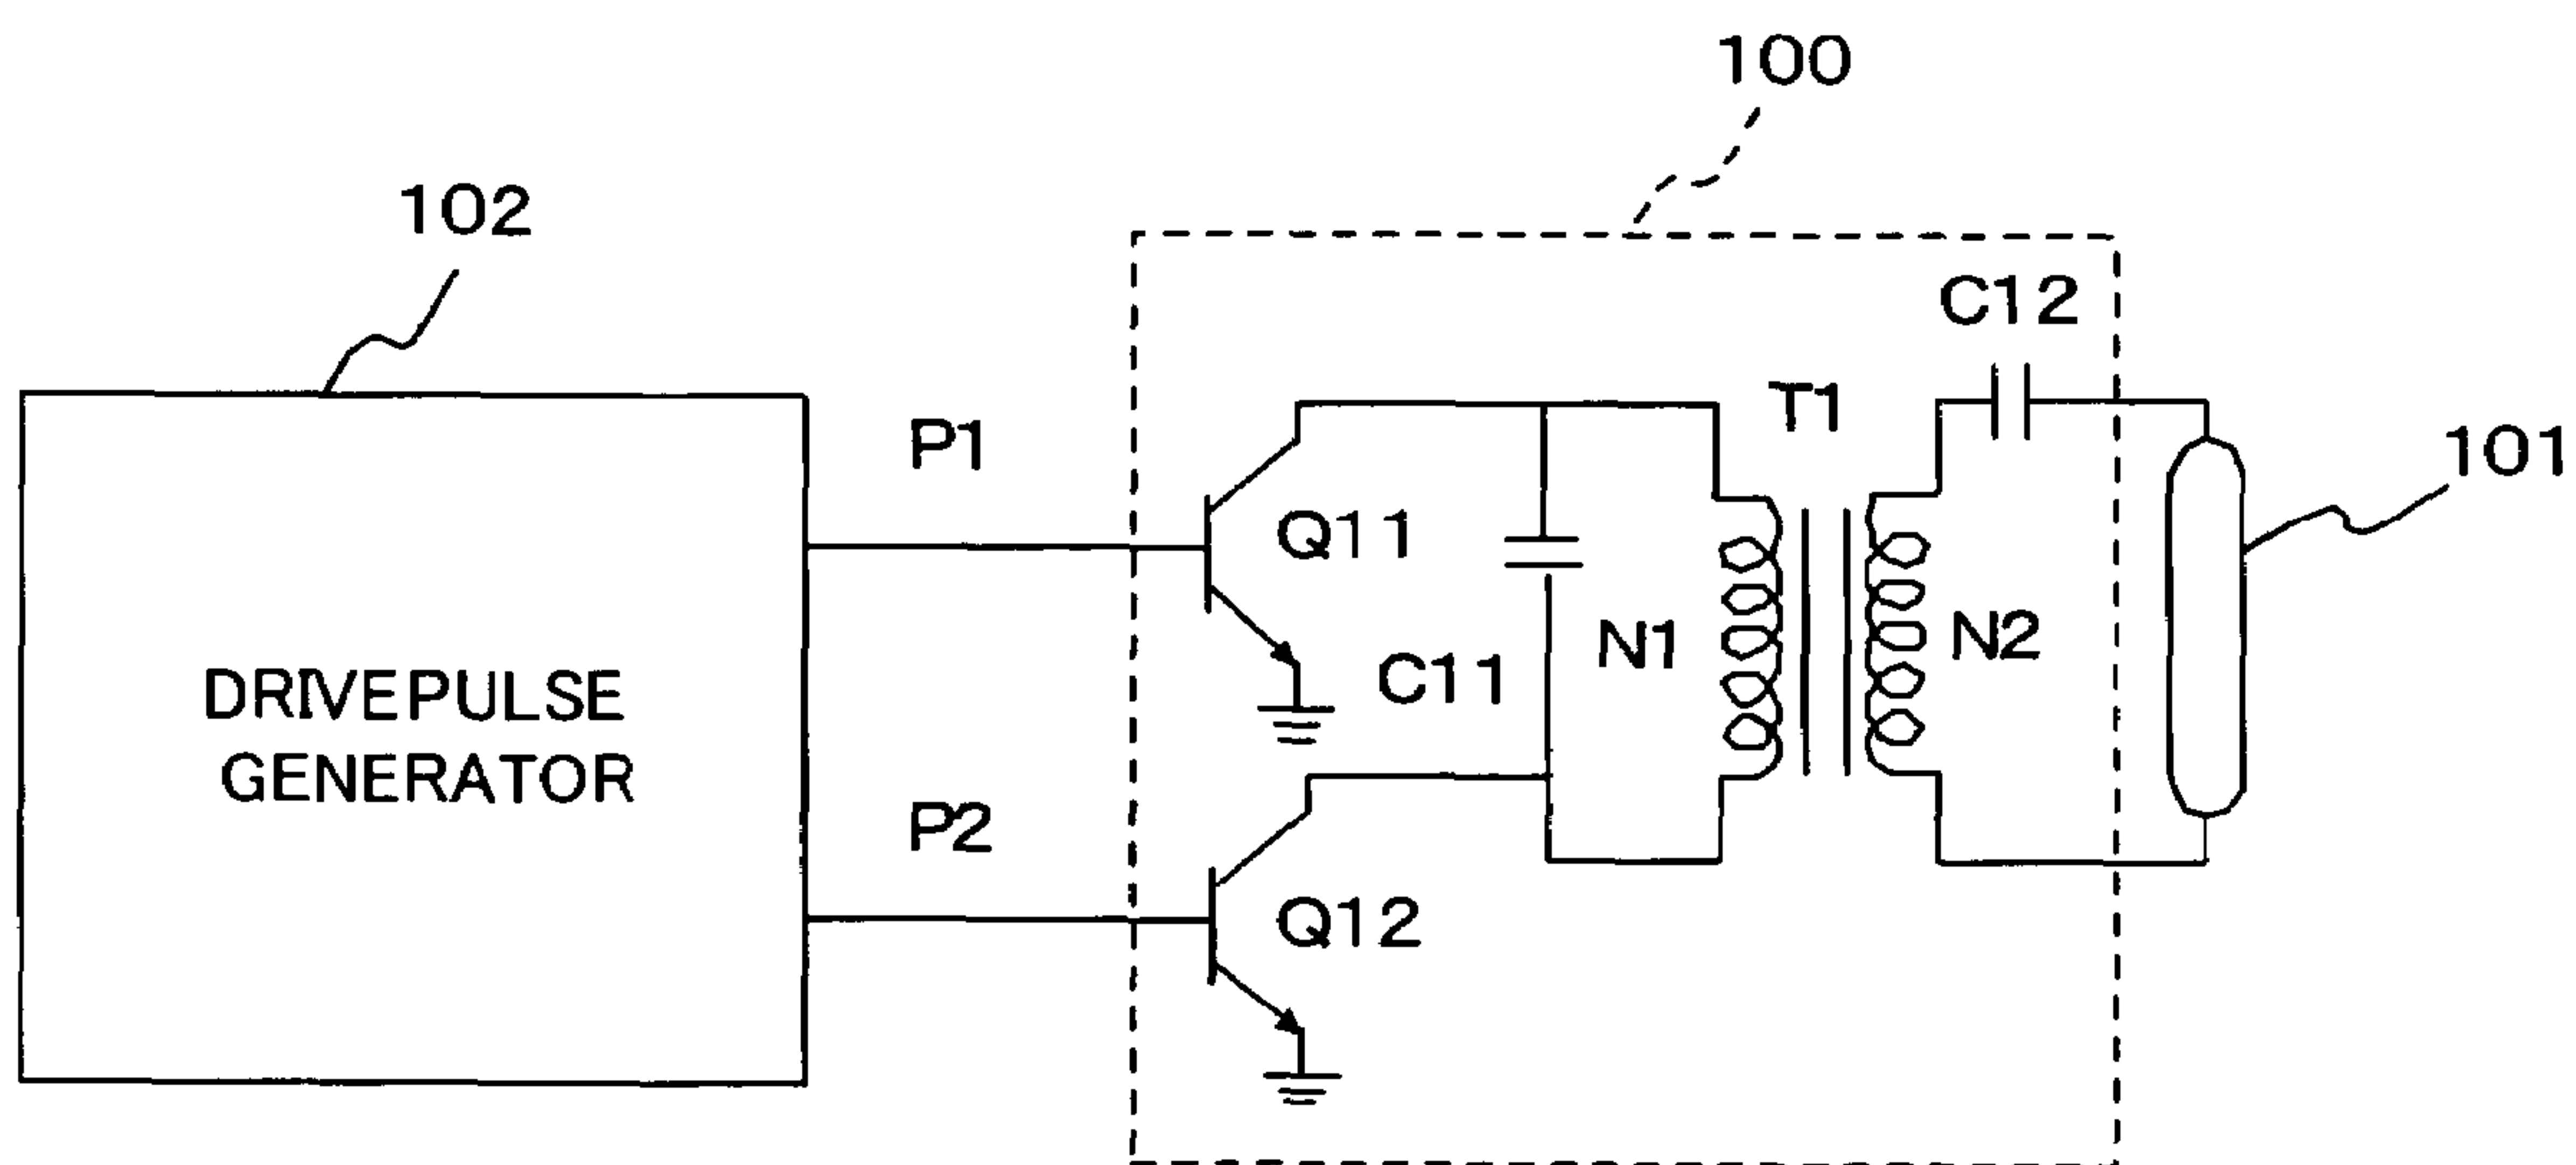 100
102
C12
T1
P1
101
Q11
N1
N2
C11
DRIVEPULSE
GENERATOR
P2
Q12